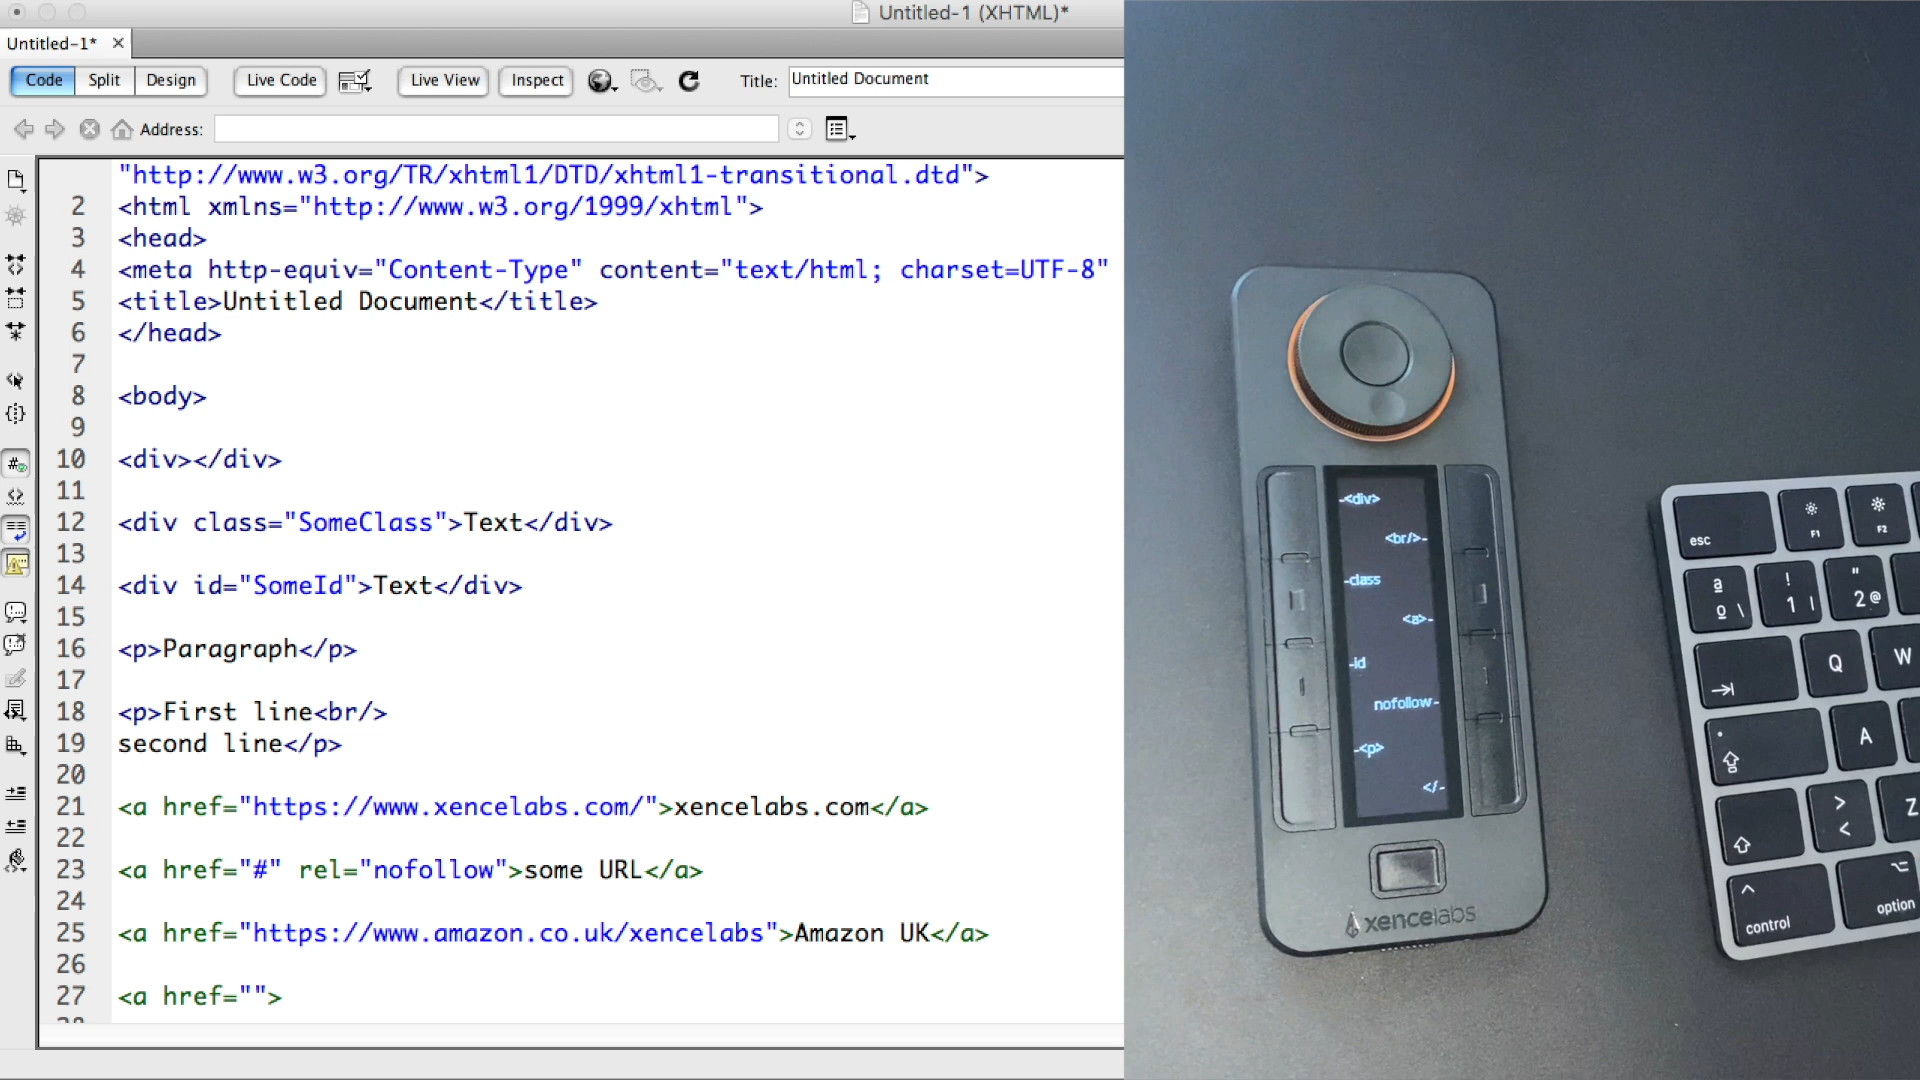 Untitled-1 (XHTML)*
Untitled-1*
Code Split Design Live Code Live View Inspect Title: Untitled Document
Address:
"http://www.w3.org/TR/xhtml1/DTD/xhtml1-transitional.dtd">
2 <html xmlns="http://www.w3.org/1999/xhtml">
3 <head>
4 <meta http-equiv="Content-Type" content="text/html; charset=UTF-8"
5 <title>Untitled Document</title>
6 </head>
7
8 <body>
9
10 <div></div>
11
12 <div class="SomeClass">Text</div>
13
14 <div id="SomeId">Text</div>
15
16 <p>Paragraph</p>
17
18 <p>First line<br/>
19 second line</p>
20
21 <a href="https://www.xencelabs.com/">xencelabs.com</a>
22
23 <a href="#" rel="nofollow">some URL</a>
24
25 <a href="https://www.amazon.co.uk/xencelabs">Amazon UK</a>
26
27 <a href="">
-<div>
<br/>-
-class
<a>-
-id
nofollow-
-<p>
</-
xencelabs
esc F1 F2
ª º \ ! 1 | " 2 @
Q W
A
> < Z
control option